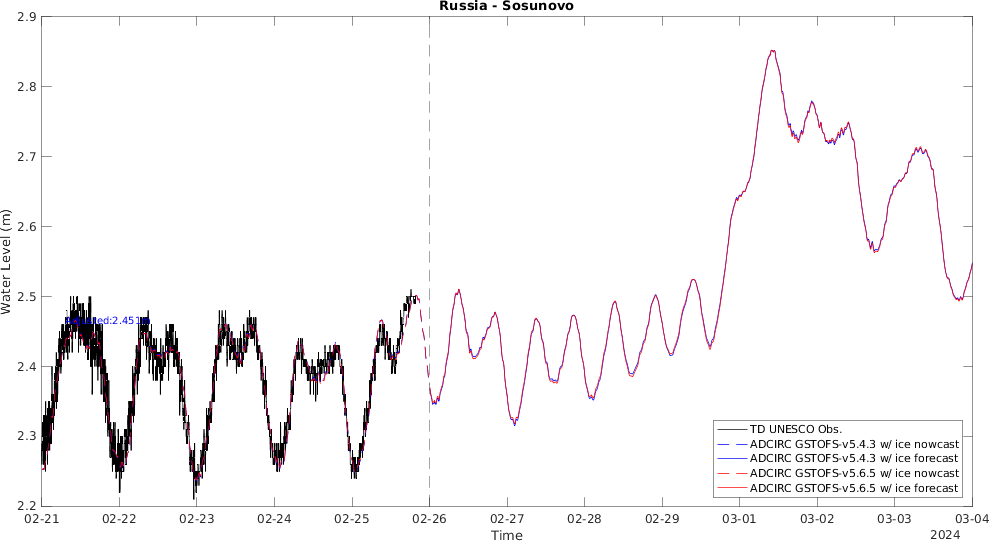 Russia - Sosunovo
2.9
2.8
2.7
2.6
2.5
2.4
2.3
2.2
Water Level (m)
02-21 02-22 02-23 02-24 02-25 02-26 02-27 02-28 02-29 03-01 03-02 03-03 03-04
Time
2024
TD UNESCO Obs.
ADCIRC GSTOFS-v5.4.3 w/ ice nowcast
ADCIRC GSTOFS-v5.4.3 w/ ice forecast
ADCIRC GSTOFS-v5.6.5 w/ ice nowcast
ADCIRC GSTOFS-v5.6.5 w/ ice forecast